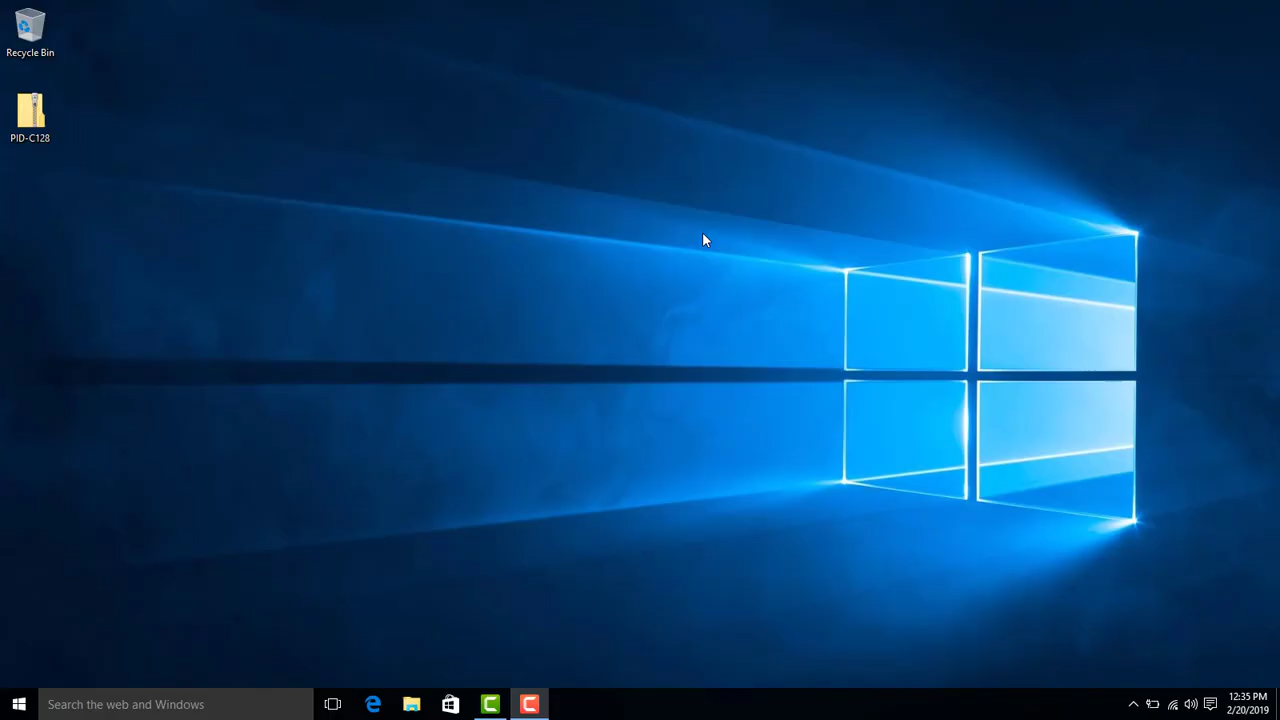 Recycle Bin
PID-C128
Search the web and Windows
12:35 PM
2/20/2019